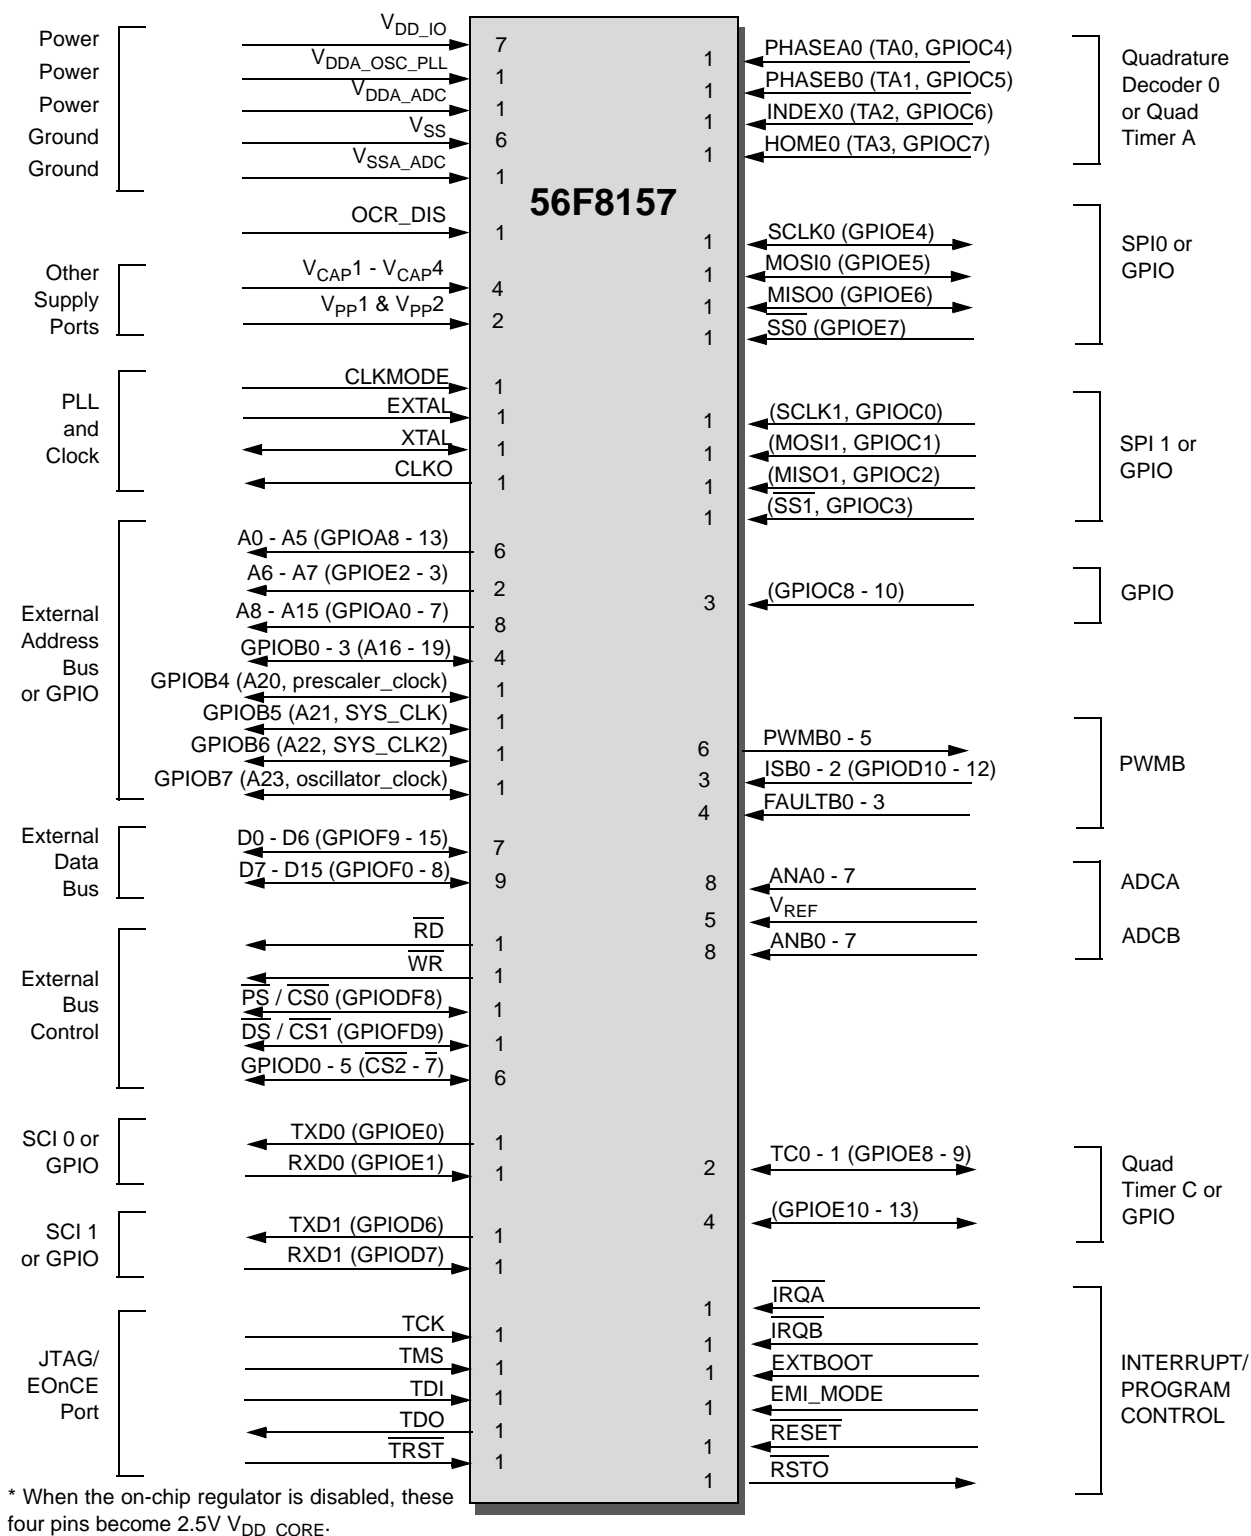 56F8157
Power
Power
Power
Ground
Ground
VDD_IO 7
VDDA_OSC_PLL 1
VDDA_ADC 1
VSS 6
VSSA_ADC 1
OCR_DIS 1
Other
Supply
Ports
VCAP1 - VCAP4 4
VPP1 & VPP2 2
PLL
and
Clock
CLKMODE 1
EXTAL 1
XTAL 1
CLKO 1
External
Address
Bus
or GPIO
A0 - A5 (GPIOA8 - 13) 6
A6 - A7 (GPIOE2 - 3) 2
A8 - A15 (GPIOA0 - 7) 8
GPIOB0 - 3 (A16 - 19) 4
GPIOB4 (A20, prescaler_clock) 1
GPIOB5 (A21, SYS_CLK) 1
GPIOB6 (A22, SYS_CLK2) 1
GPIOB7 (A23, oscillator_clock) 1
External
Data
Bus
D0 - D6 (GPIOF9 - 15) 7
D7 - D15 (GPIOF0 - 8) 9
External
Bus
Control
RD 1
WR 1
PS / CS0 (GPIODF8) 1
DS / CS1 (GPIOFD9) 1
GPIOD0 - 5 (CS2 - 7) 6
SCI 0 or
GPIO
TXD0 (GPIOE0) 1
RXD0 (GPIOE1) 1
SCI 1
or GPIO
TXD1 (GPIOD6) 1
RXD1 (GPIOD7) 1
JTAG/
EOnCE
Port
TCK 1
TMS 1
TDI 1
TDO 1
TRST 1
1 PHASEA0 (TA0, GPIOC4)
1 PHASEB0 (TA1, GPIOC5)
1 INDEX0 (TA2, GPIOC6)
1 HOME0 (TA3, GPIOC7)
Quadrature
Decoder 0
or Quad
Timer A
1 SCLK0 (GPIOE4)
1 MOSI0 (GPIOE5)
1 MISO0 (GPIOE6)
1 SS0 (GPIOE7)
SPI0 or
GPIO
1 (SCLK1, GPIOC0)
1 (MOSI1, GPIOC1)
1 (MISO1, GPIOC2)
1 (SS1, GPIOC3)
SPI 1 or
GPIO
3 (GPIOC8 - 10)
GPIO
6 PWMB0 - 5
3 ISB0 - 2 (GPIOD10 - 12)
4 FAULTB0 - 3
PWMB
8 ANA0 - 7
5 VREF
8 ANB0 - 7
ADCA
ADCB
2 TC0 - 1 (GPIOE8 - 9)
4 (GPIOE10 - 13)
Quad
Timer C or
GPIO
1 IRQA
1 IRQB
1 EXTBOOT
1 EMI_MODE
1 RESET
1 RSTO
INTERRUPT/
PROGRAM
CONTROL
* When the on-chip regulator is disabled, these
four pins become 2.5V VDD_CORE.